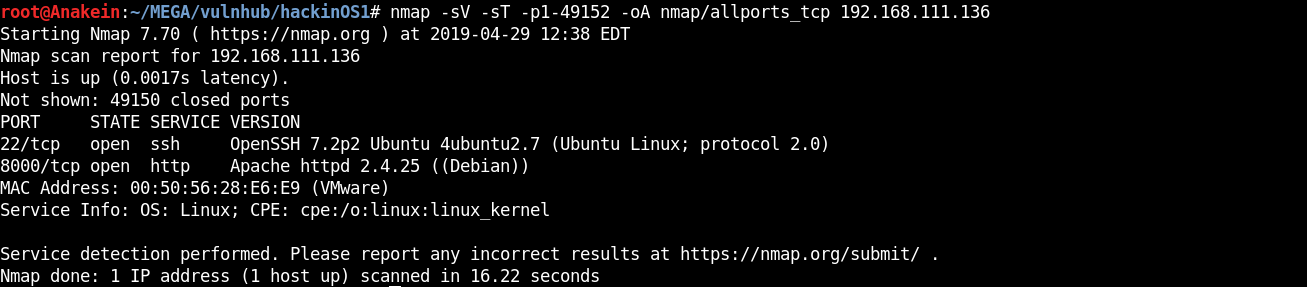 root@Anakein:~/MEGA/vulnhub/hackinOS1# nmap -sV -sT -p1-49152 -oA nmap/allports_tcp 192.168.111.136
Starting Nmap 7.70 ( https://nmap.org ) at 2019-04-29 12:38 EDT
Nmap scan report for 192.168.111.136
Host is up (0.0017s latency).
Not shown: 49150 closed ports
PORT     STATE SERVICE VERSION
22/tcp   open  ssh     OpenSSH 7.2p2 Ubuntu 4ubuntu2.7 (Ubuntu Linux; protocol 2.0)
8000/tcp open  http    Apache httpd 2.4.25 ((Debian))
MAC Address: 00:50:56:28:E6:E9 (VMware)
Service Info: OS: Linux; CPE: cpe:/o:linux:linux_kernel
Service detection performed. Please report any incorrect results at https://nmap.org/submit/ .
Nmap done: 1 IP address (1 host up) scanned in 16.22 seconds